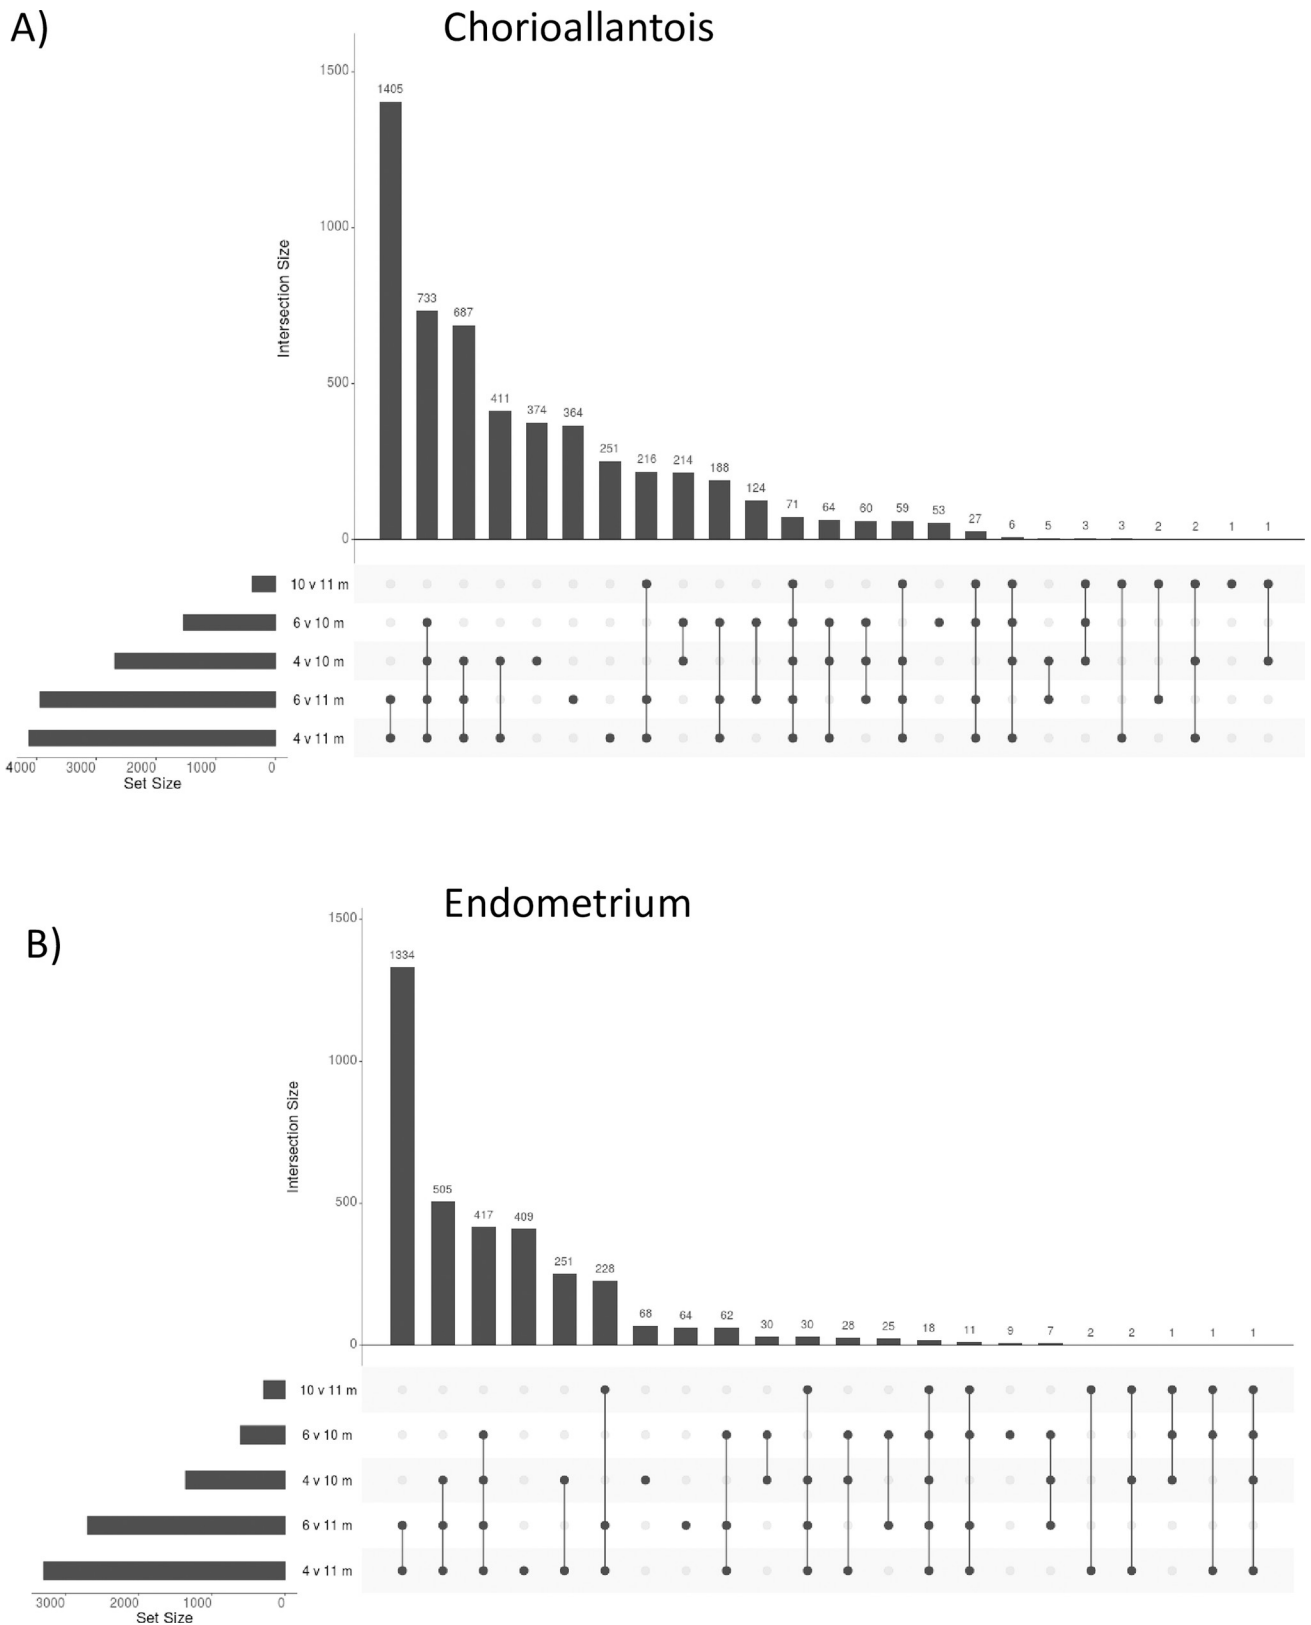 A)
Chorioallantois
1500
1000
500
0
Intersection Size
1405
733
687
411
374
364
251
216
214
188
124
71
64
60
59
53
27
6
5
3
3
2
2
1
1
10 v 11 m
6 v 10 m
4 v 10 m
6 v 11 m
4 v 11 m
4000 3000 2000 1000 0
Set Size
Endometrium
B)
1500
1000
500
0
Intersection Size
1334
505
417
409
251
228
68
64
62
30
30
28
25
18
11
9
7
2
2
1
1
1
10 v 11 m
6 v 10 m
4 v 10 m
6 v 11 m
4 v 11 m
3000 2000 1000 0
Set Size